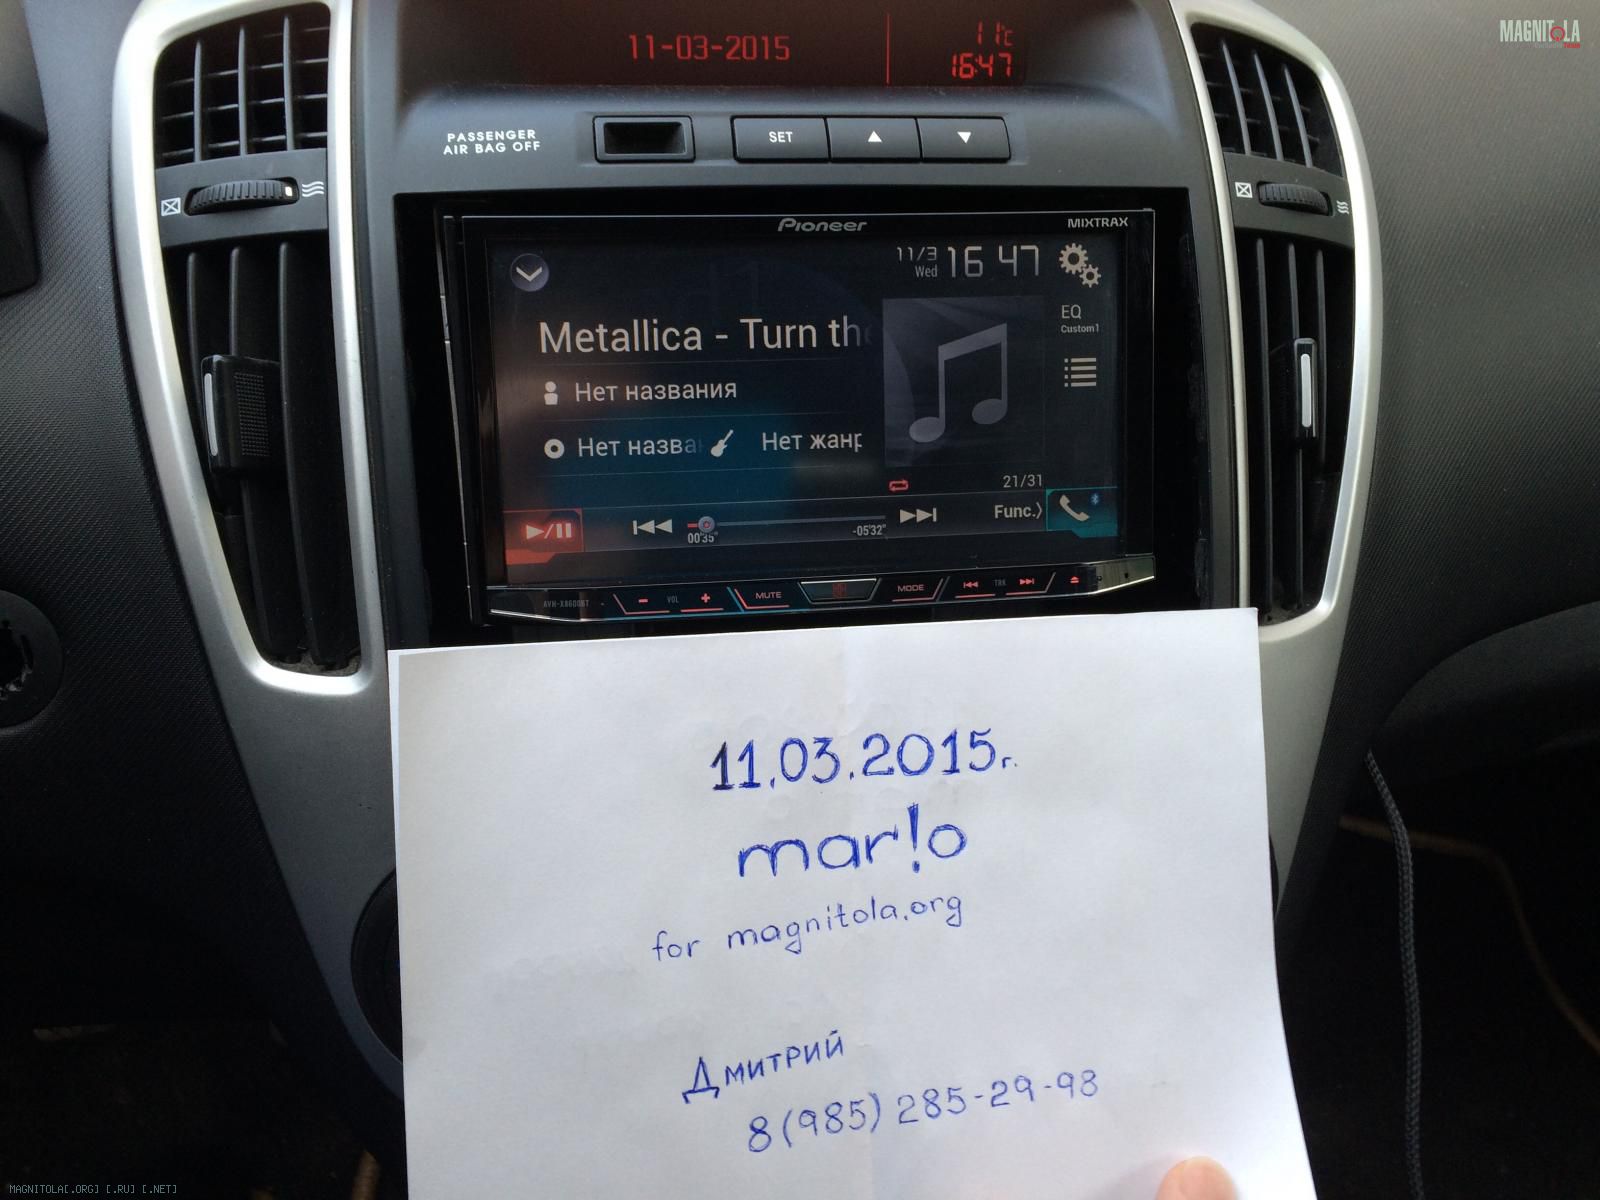 MAGNITOLA
11-03-2015
11°c
16:47
PASSENGER
AIR BAG OFF
SET
Pioneer
MIXTRAX
11/3
Wed
16 47
EQ
Custom1
Metallica - Turn the
Нет названия
Нет назва
Нет жанр
21/31
Func.
00'35"
-05'32"
AVH-X8600BT
VOL
MUTE
MODE
TRK
11.03.2015г.
mar!o
for magnitola.org
Дмитрий
8(985) 285-29-98
MAGNITOLA[.ORG] [.RU] [.NET]